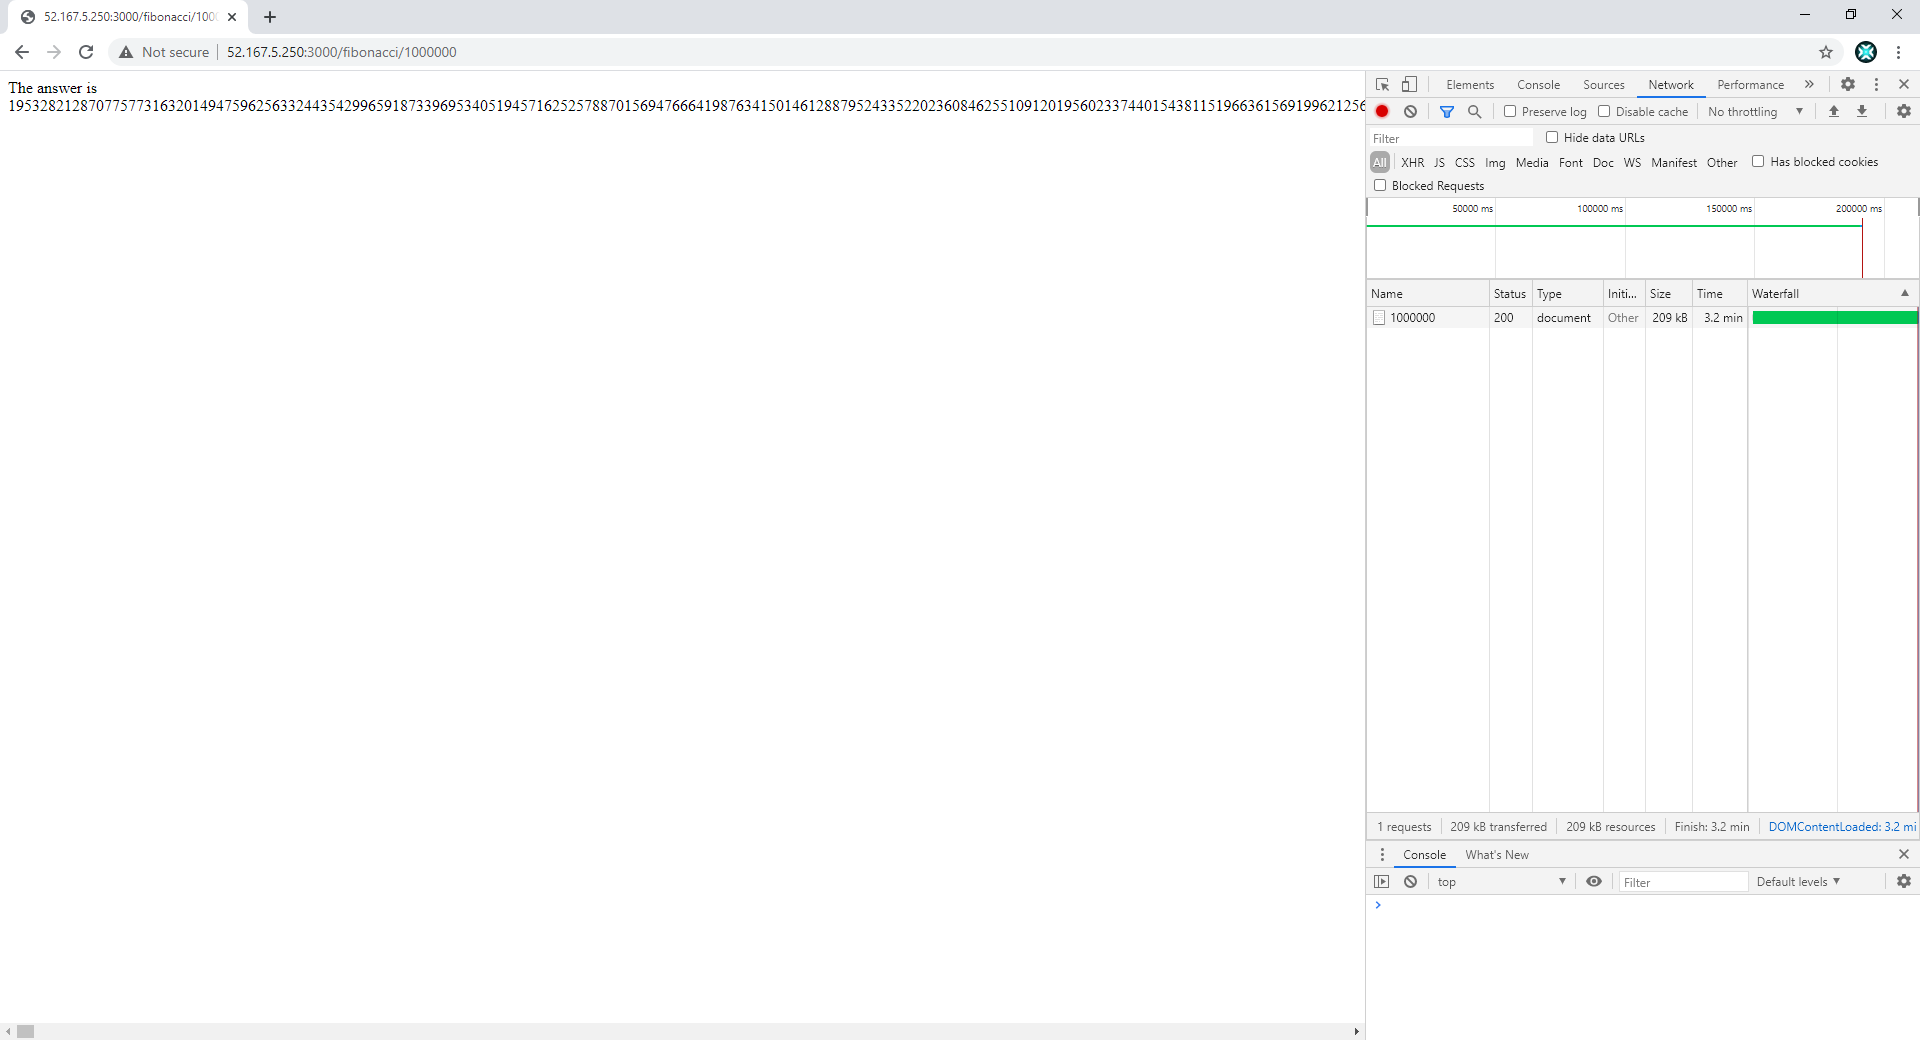 52.167.5.250:3000/fibonacci/100
Not secure 52.167.5.250:3000/fibonacci/1000000
The answer is
Elements Console Sources Network Performance
Preserve log Disable cache No throttling
Filter Hide data URLs
All XHR JS CSS Img Media Font Doc WS Manifest Other Has blocked cookies
Blocked Requests
50000 ms 100000 ms 150000 ms 200000 ms
Name Status Type Initi... Size Time Waterfall
1000000 200 document Other 209 kB 3.2 min
1 requests 209 kB transferred 209 kB resources Finish: 3.2 min DOMContentLoaded: 3.2 mi
Console What's New
top Filter Default levels